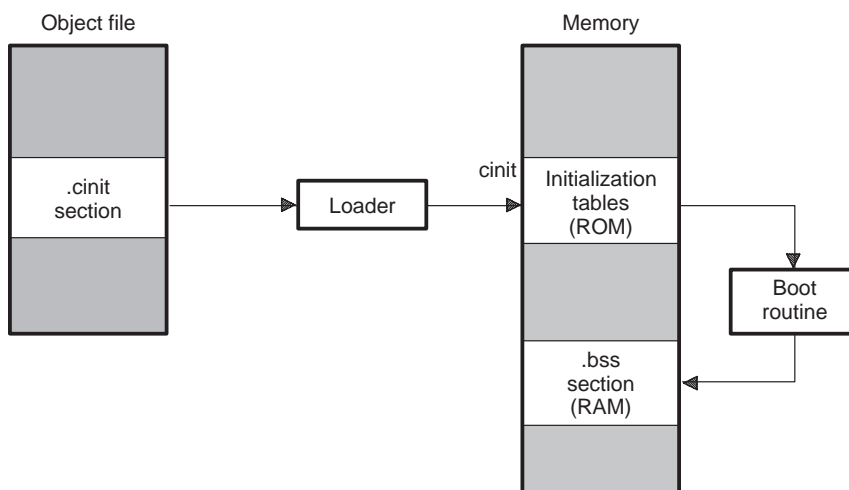 Object file
Memory
.cinit
section
Loader
cinit
Initialization
tables
(ROM)
Boot
routine
.bss
section
(RAM)